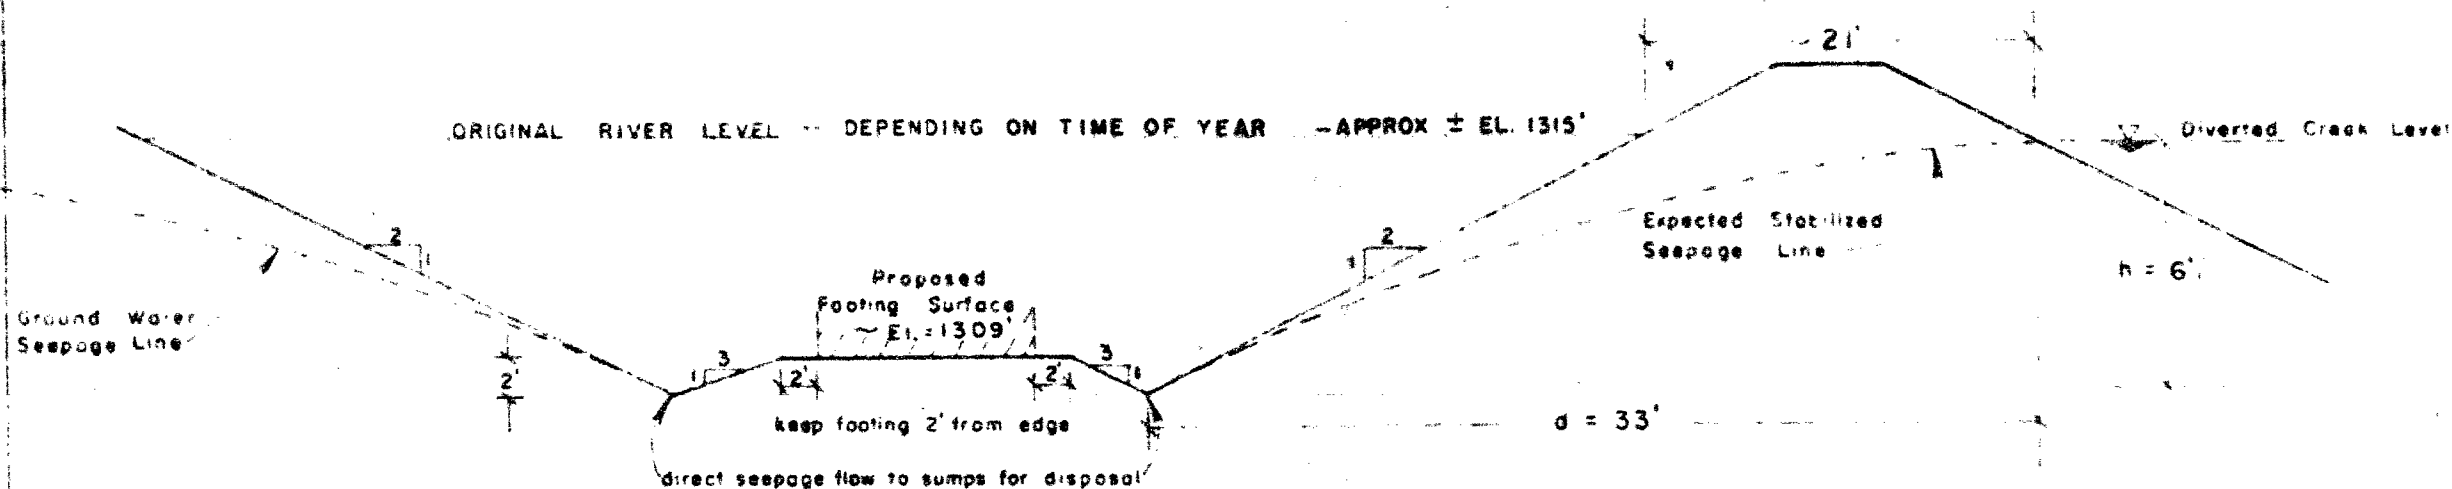 ~ 21'
ORIGINAL RIVER LEVEL -- DEPENDING ON TIME OF YEAR -APPROX ± EL. 1315'
Diverted Creek Level
Expected Stabilized
Seepage Line
2
1
2
1
h = 6'
Proposed
Footing Surface
~ El. = 1309'
Ground Water
Seepage Line
3
1
3
1
2'
2'
2'
keep footing 2' from edge
d = 33'
direct seepage flow to sumps for disposal